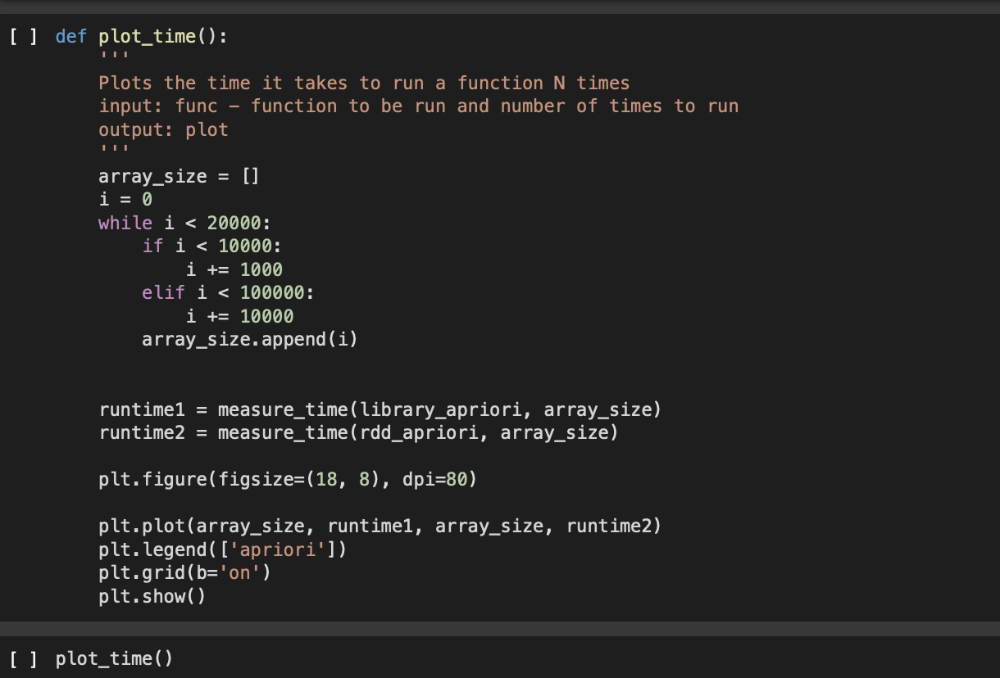 [ ] def plot_time():
'''
Plots the time it takes to run a function N times
input: func – function to be run and number of times to run
output: plot
'''
array_size = []
i = 0
while i < 20000:
if i < 10000:
i += 1000
elif i < 100000:
i += 10000
array_size.append(i)
runtime1 = measure_time(library_apriori, array_size)
runtime2 = measure_time(rdd_apriori, array_size)
plt.figure(figsize=(18, 8), dpi=80)
plt.plot(array_size, runtime1, array_size, runtime2)
plt.legend(['apriori'])
plt.grid(b='on')
plt.show()
[ ] plot_time()